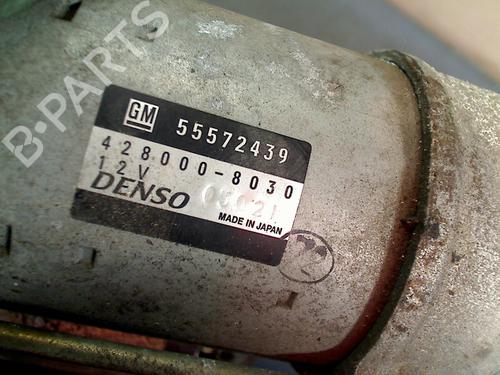 B-PARTS
GM 55572439
428000-8030
12V
DENSO
MADE IN JAPAN